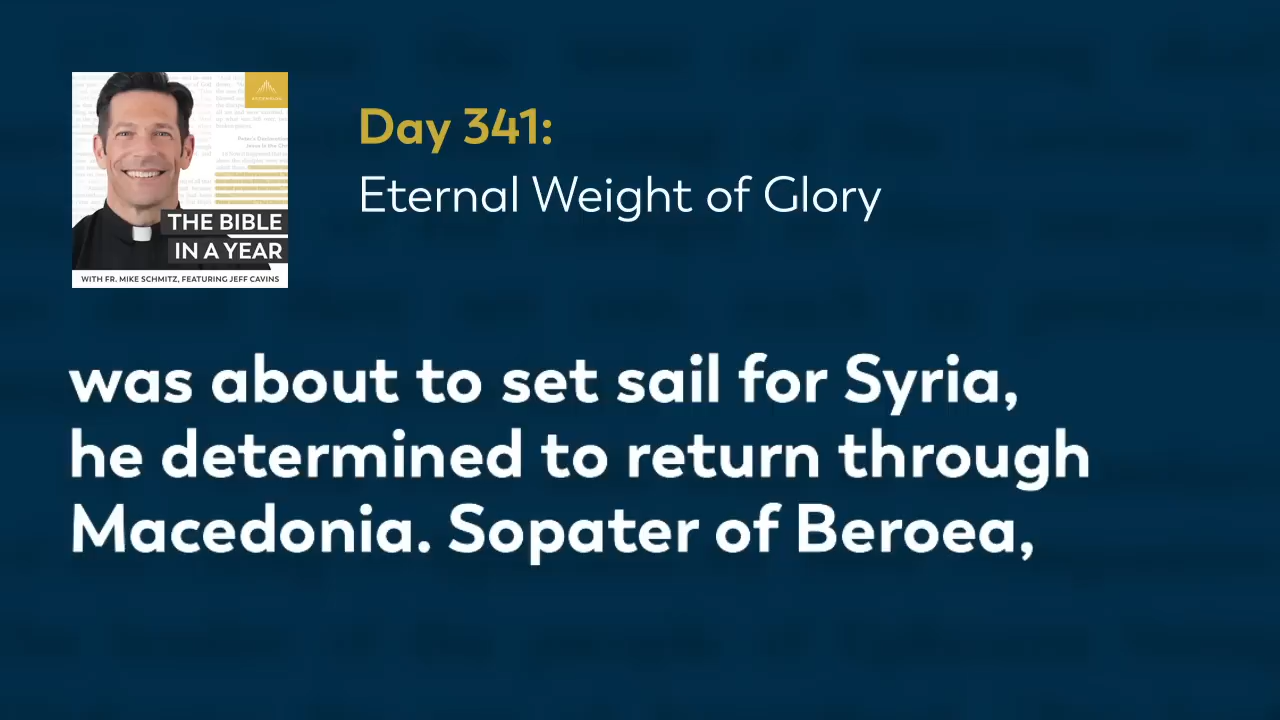 THE BIBLE
IN A YEAR
WITH FR. MIKE SCHMITZ, FEATURING JEFF CAVINS
Day 341:
Eternal Weight of Glory
was about to set sail for Syria,
he determined to return through
Macedonia. Sopater of Beroea,